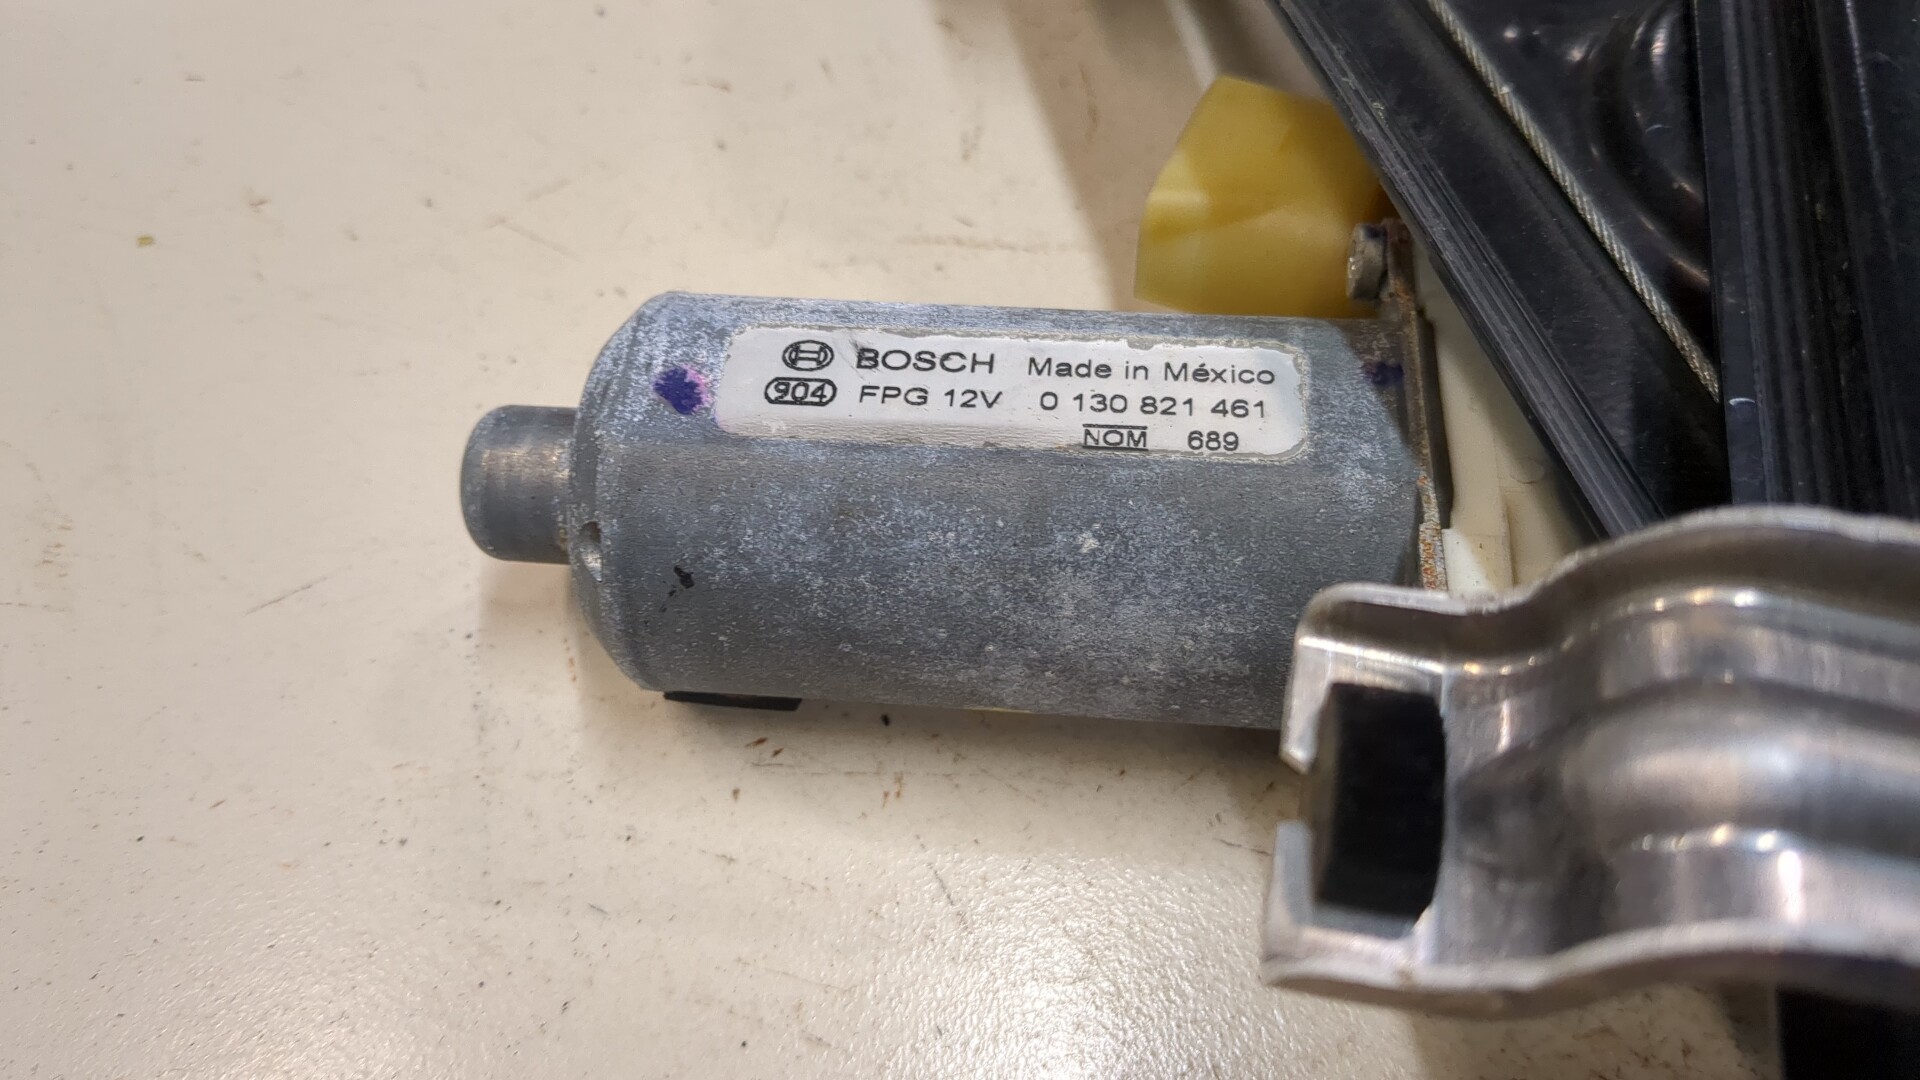 BOSCH Made in México
904 FPG 12V 0 130 821 461
NOM 689